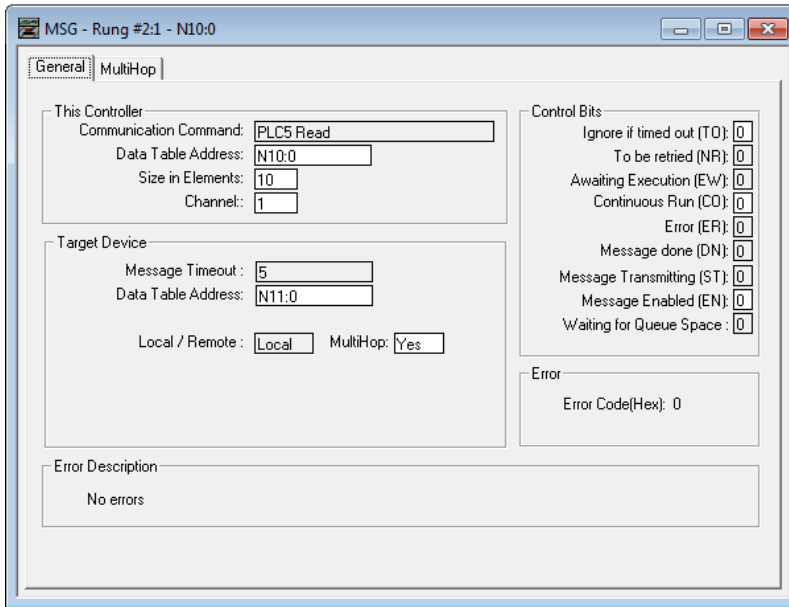 MSG - Rung #2:1 - N10:0
General MultiHop
This Controller
Communication Command: PLC5 Read
Data Table Address: N10:0
Size in Elements: 10
Channel:: 1
Target Device
Message Timeout : 5
Data Table Address: N11:0
Local / Remote : Local MultiHop: Yes
Control Bits
Ignore if timed out (TO): 0
To be retried (NR): 0
Awaiting Execution (EW): 0
Continuous Run (CO): 0
Error (ER): 0
Message done (DN): 0
Message Transmitting (ST): 0
Message Enabled (EN): 0
Waiting for Queue Space : 0
Error
Error Code(Hex): 0
Error Description
No errors